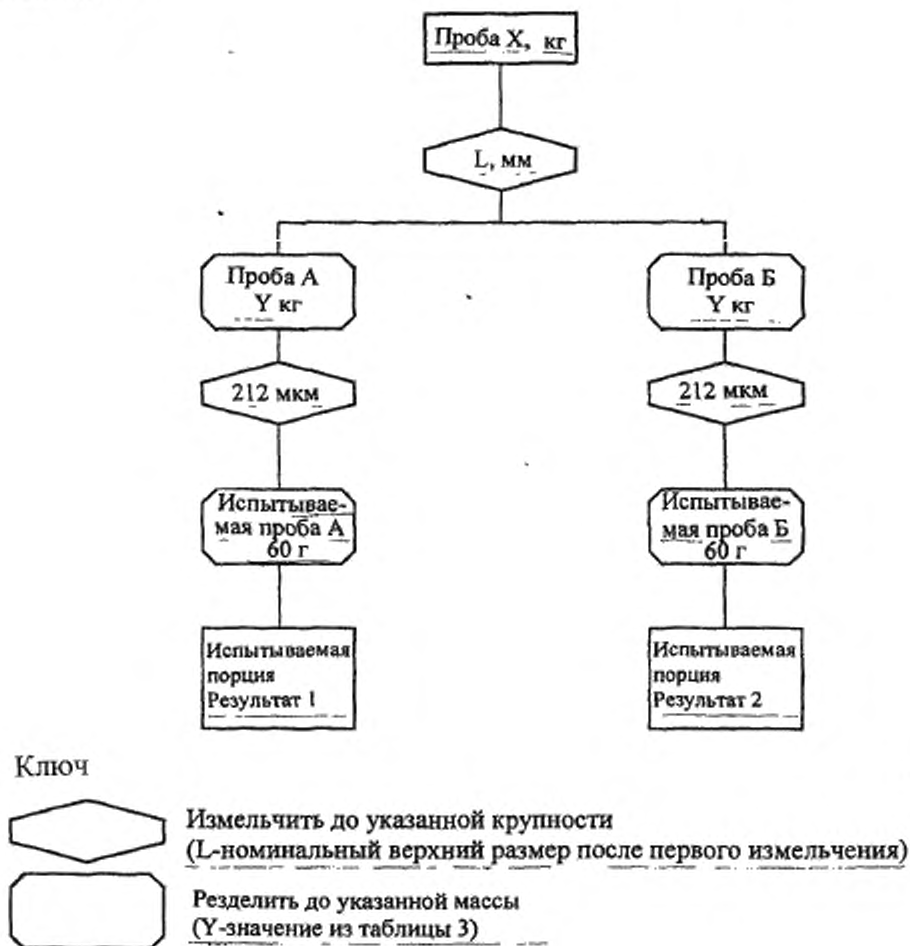 Проба X, кг
L, мм
Проба А
Y кг
Проба Б
Y кг
212 мкм
212 мкм
Испытывае-
мая проба А
60 г
Испытывае-
мая проба Б
60 г
Испытываемая
порция
Результат 1
Испытываемая
порция
Результат 2
Ключ
Измельчить до указанной крупности
(L-номинальный верхний размер после первого измельчения)
Резделить до указанной массы
(Y-значение из таблицы 3)